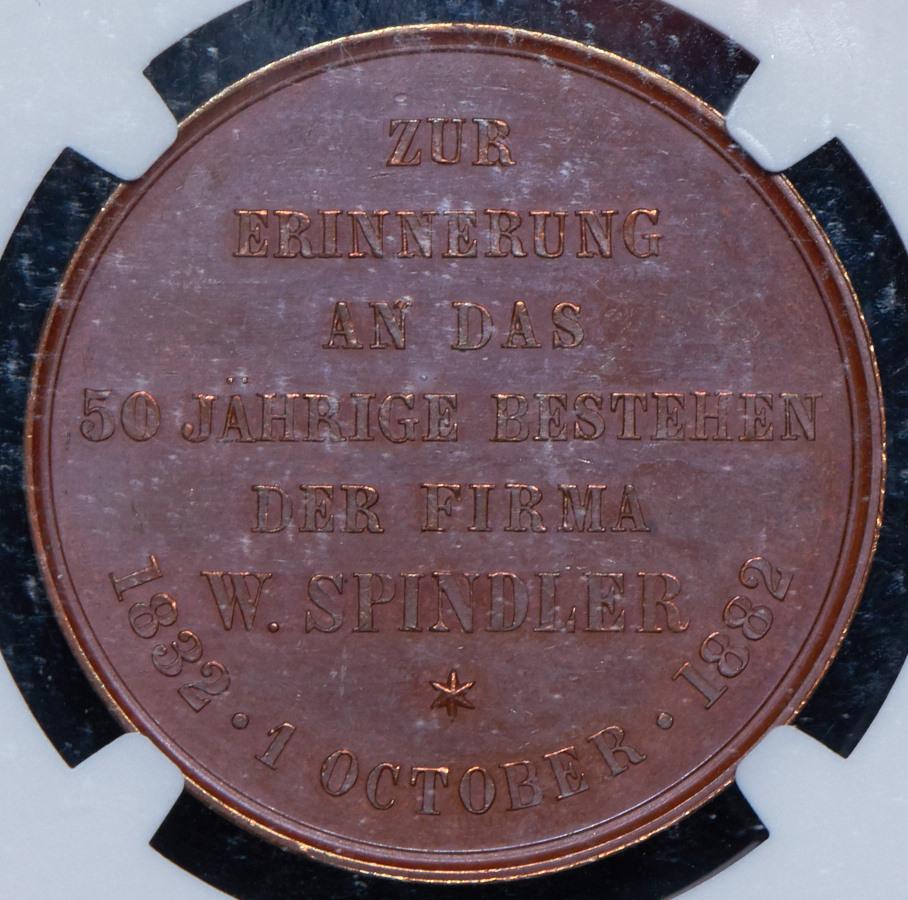 ZUR
ERINNERUNG
AN DAS
50 JÄHRIGE BESTEHEN
DER FIRMA
W. SPINDLER
1832 · 1 OCTOBER · 1882